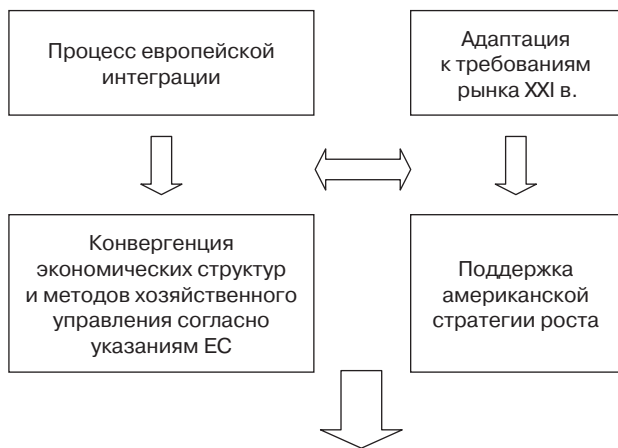 Процесс европейской
интеграции
Адаптация
к требованиям
рынка XXI в.
Конвергенция
экономических структур
и методов хозяйственного
управления согласно
указаниям ЕС
Поддержка
американской
стратегии роста